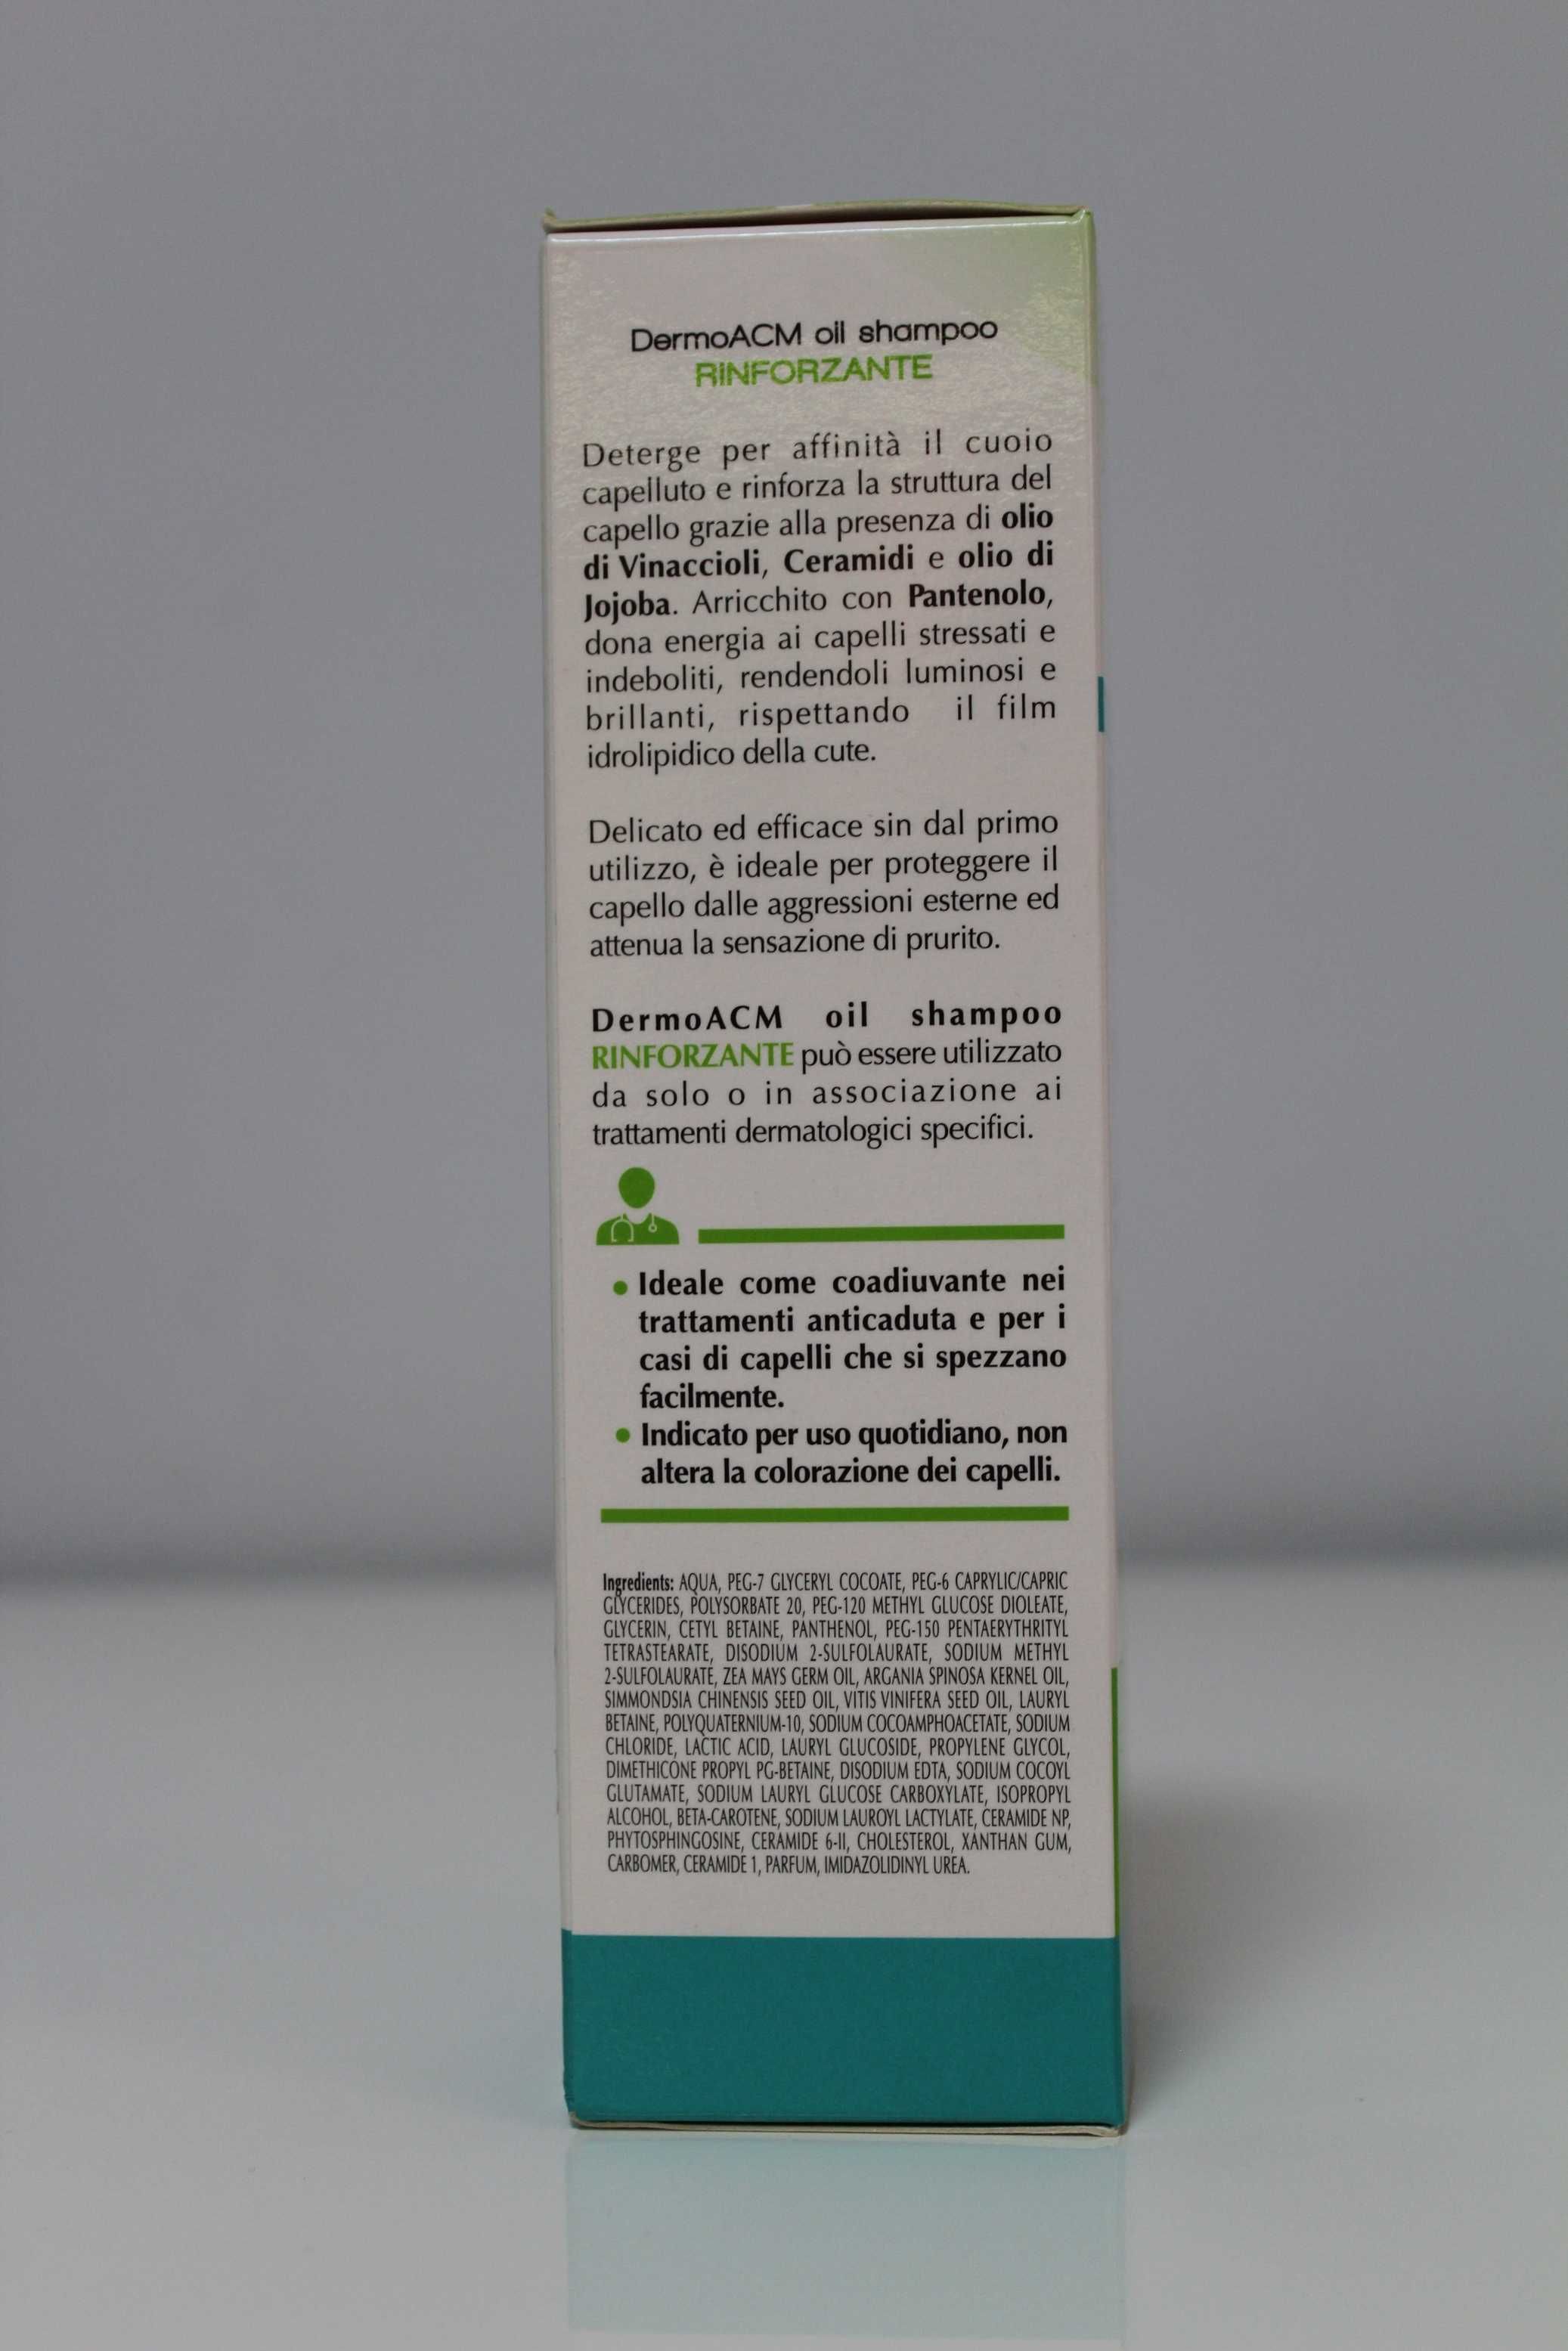 DermoACM oil shampoo
RINFORZANTE
Deterge per affinità il cuoio
capelluto e rinforza la struttura del
capello grazie alla presenza di olio
di Vinaccioli, Ceramidi e olio di
Jojoba. Arricchito con Pantenolo,
dona energia ai capelli stressati e
indeboliti, rendendoli luminosi e
brillanti, rispettando il film
idrolipidico della cute.
Delicato ed efficace sin dal primo
utilizzo, è ideale per proteggere il
capello dalle aggressioni esterne ed
attenua la sensazione di prurito.
DermoACM oil shampoo
RINFORZANTE può essere utilizzato
da solo o in associazione ai
trattamenti dermatologici specifici.
• Ideale come coadiuvante nei
trattamenti anticaduta e per i
casi di capelli che si spezzano
facilmente.
• Indicato per uso quotidiano, non
altera la colorazione dei capelli.
Ingredients: AQUA, PEG-7 GLYCERYL COCOATE, PEG-6 CAPRYLIC/CAPRIC
GLYCERIDES, POLYSORBATE 20, PEG-120 METHYL GLUCOSE DIOLEATE,
GLYCERIN, CETYL BETAINE, PANTHENOL, PEG-150 PENTAERYTHRITYL
TETRASTEARATE, DISODIUM 2-SULFOLAURATE, SODIUM METHYL
2-SULFOLAURATE, ZEA MAYS GERM OIL, ARGANIA SPINOSA KERNEL OIL,
SIMMONDSIA CHINENSIS SEED OIL, VITIS VINIFERA SEED OIL, LAURYL
BETAINE, POLYQUATERNIUM-10, SODIUM COCOAMPHOACETATE, SODIUM
CHLORIDE, LACTIC ACID, LAURYL GLUCOSIDE, PROPYLENE GLYCOL,
DIMETHICONE PROPYL PG-BETAINE, DISODIUM EDTA, SODIUM COCOYL
GLUTAMATE, SODIUM LAURYL GLUCOSE CARBOXYLATE, ISOPROPYL
ALCOHOL, BETA-CAROTENE, SODIUM LAUROYL LACTYLATE, CERAMIDE NP,
PHYTOSPHINGOSINE, CERAMIDE 6-II, CHOLESTEROL, XANTHAN GUM,
CARBOMER, CERAMIDE 1, PARFUM, IMIDAZOLIDINYL UREA.